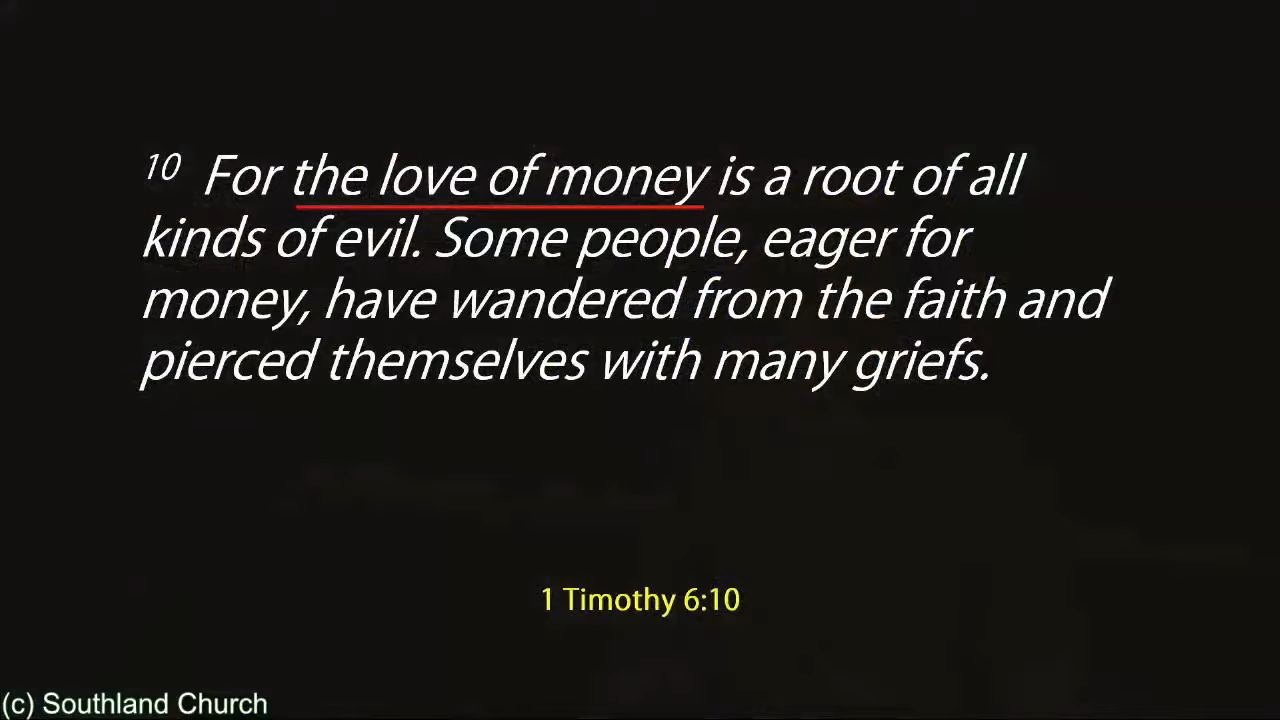 10 For the love of money is a root of all
kinds of evil. Some people, eager for
money, have wandered from the faith and
pierced themselves with many griefs.
1 Timothy 6:10
(c) Southland Church